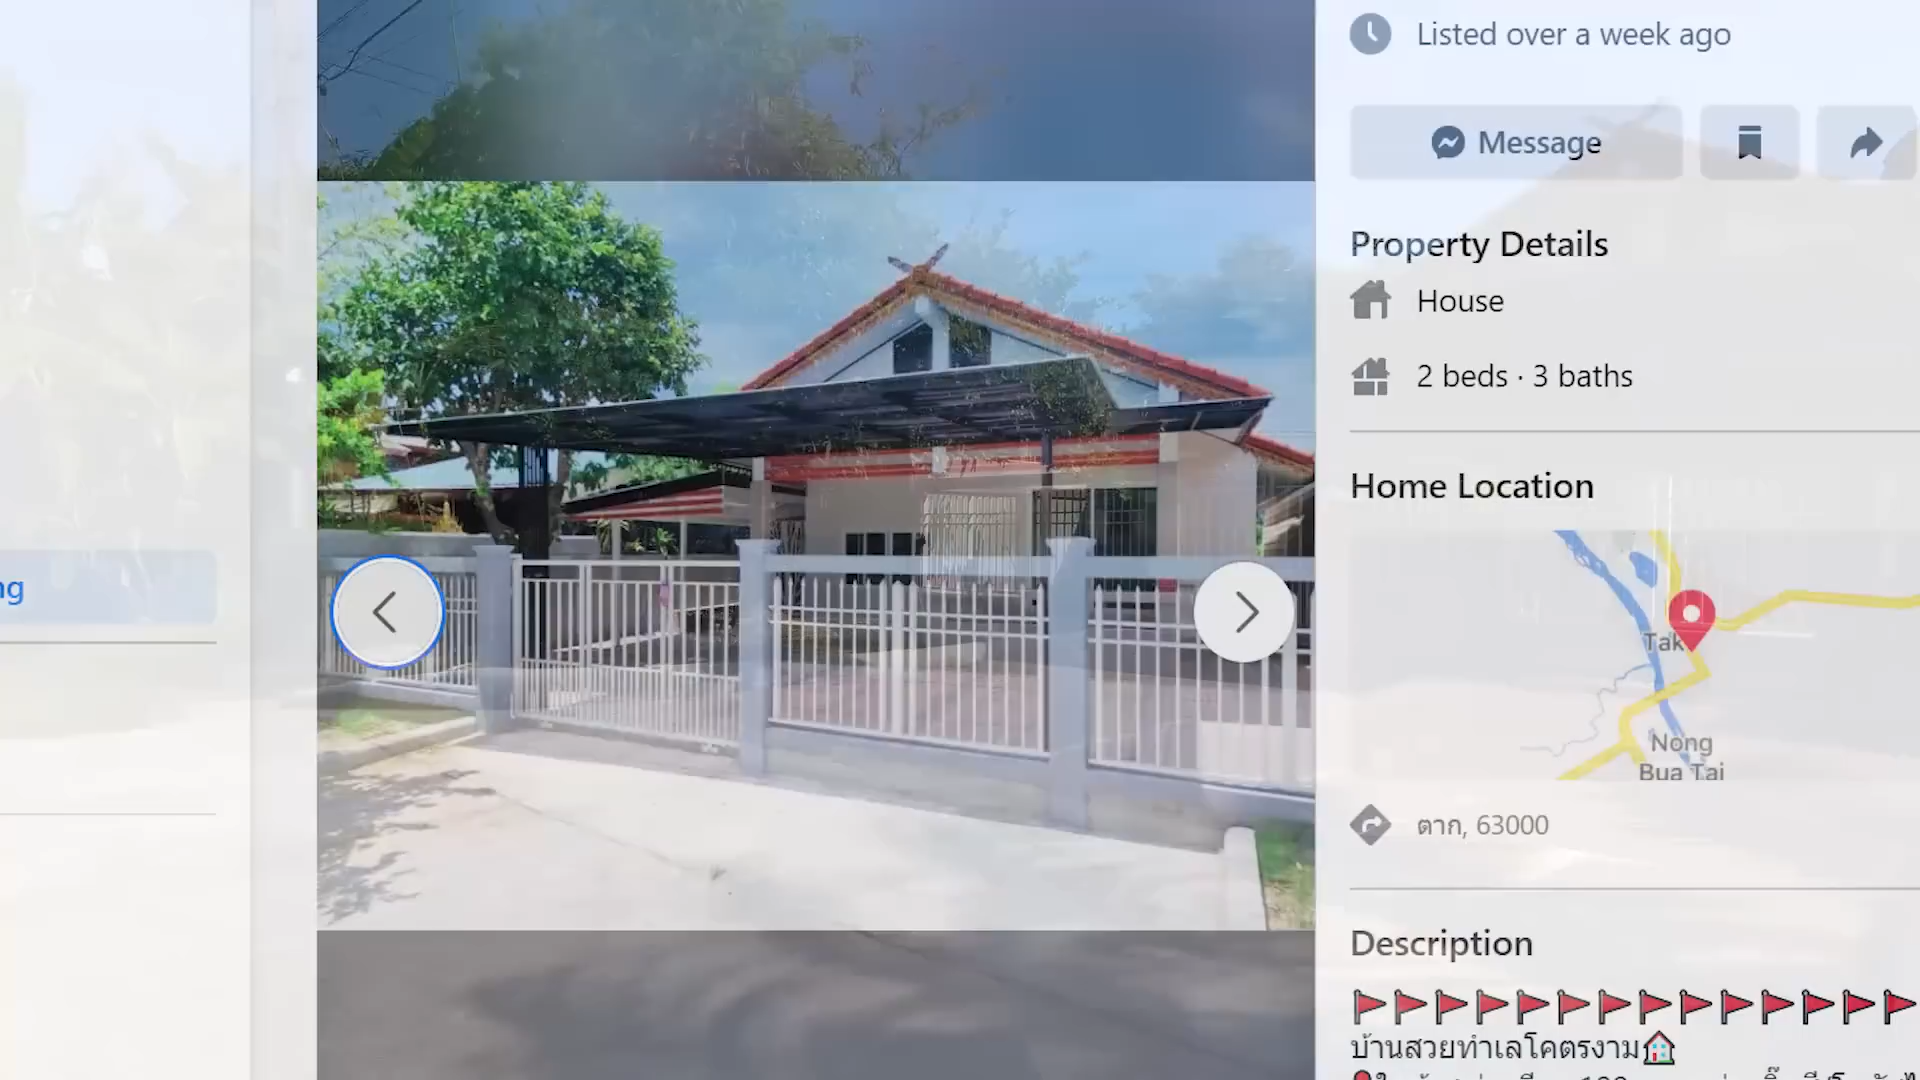 ng
Listed over a week ago
Message
Property Details
House
2 beds · 3 baths
Home Location
Tak
Nong
Bua Tai
ตาก, 63000
Description
บ้านสวยทำเลโคตรงาม